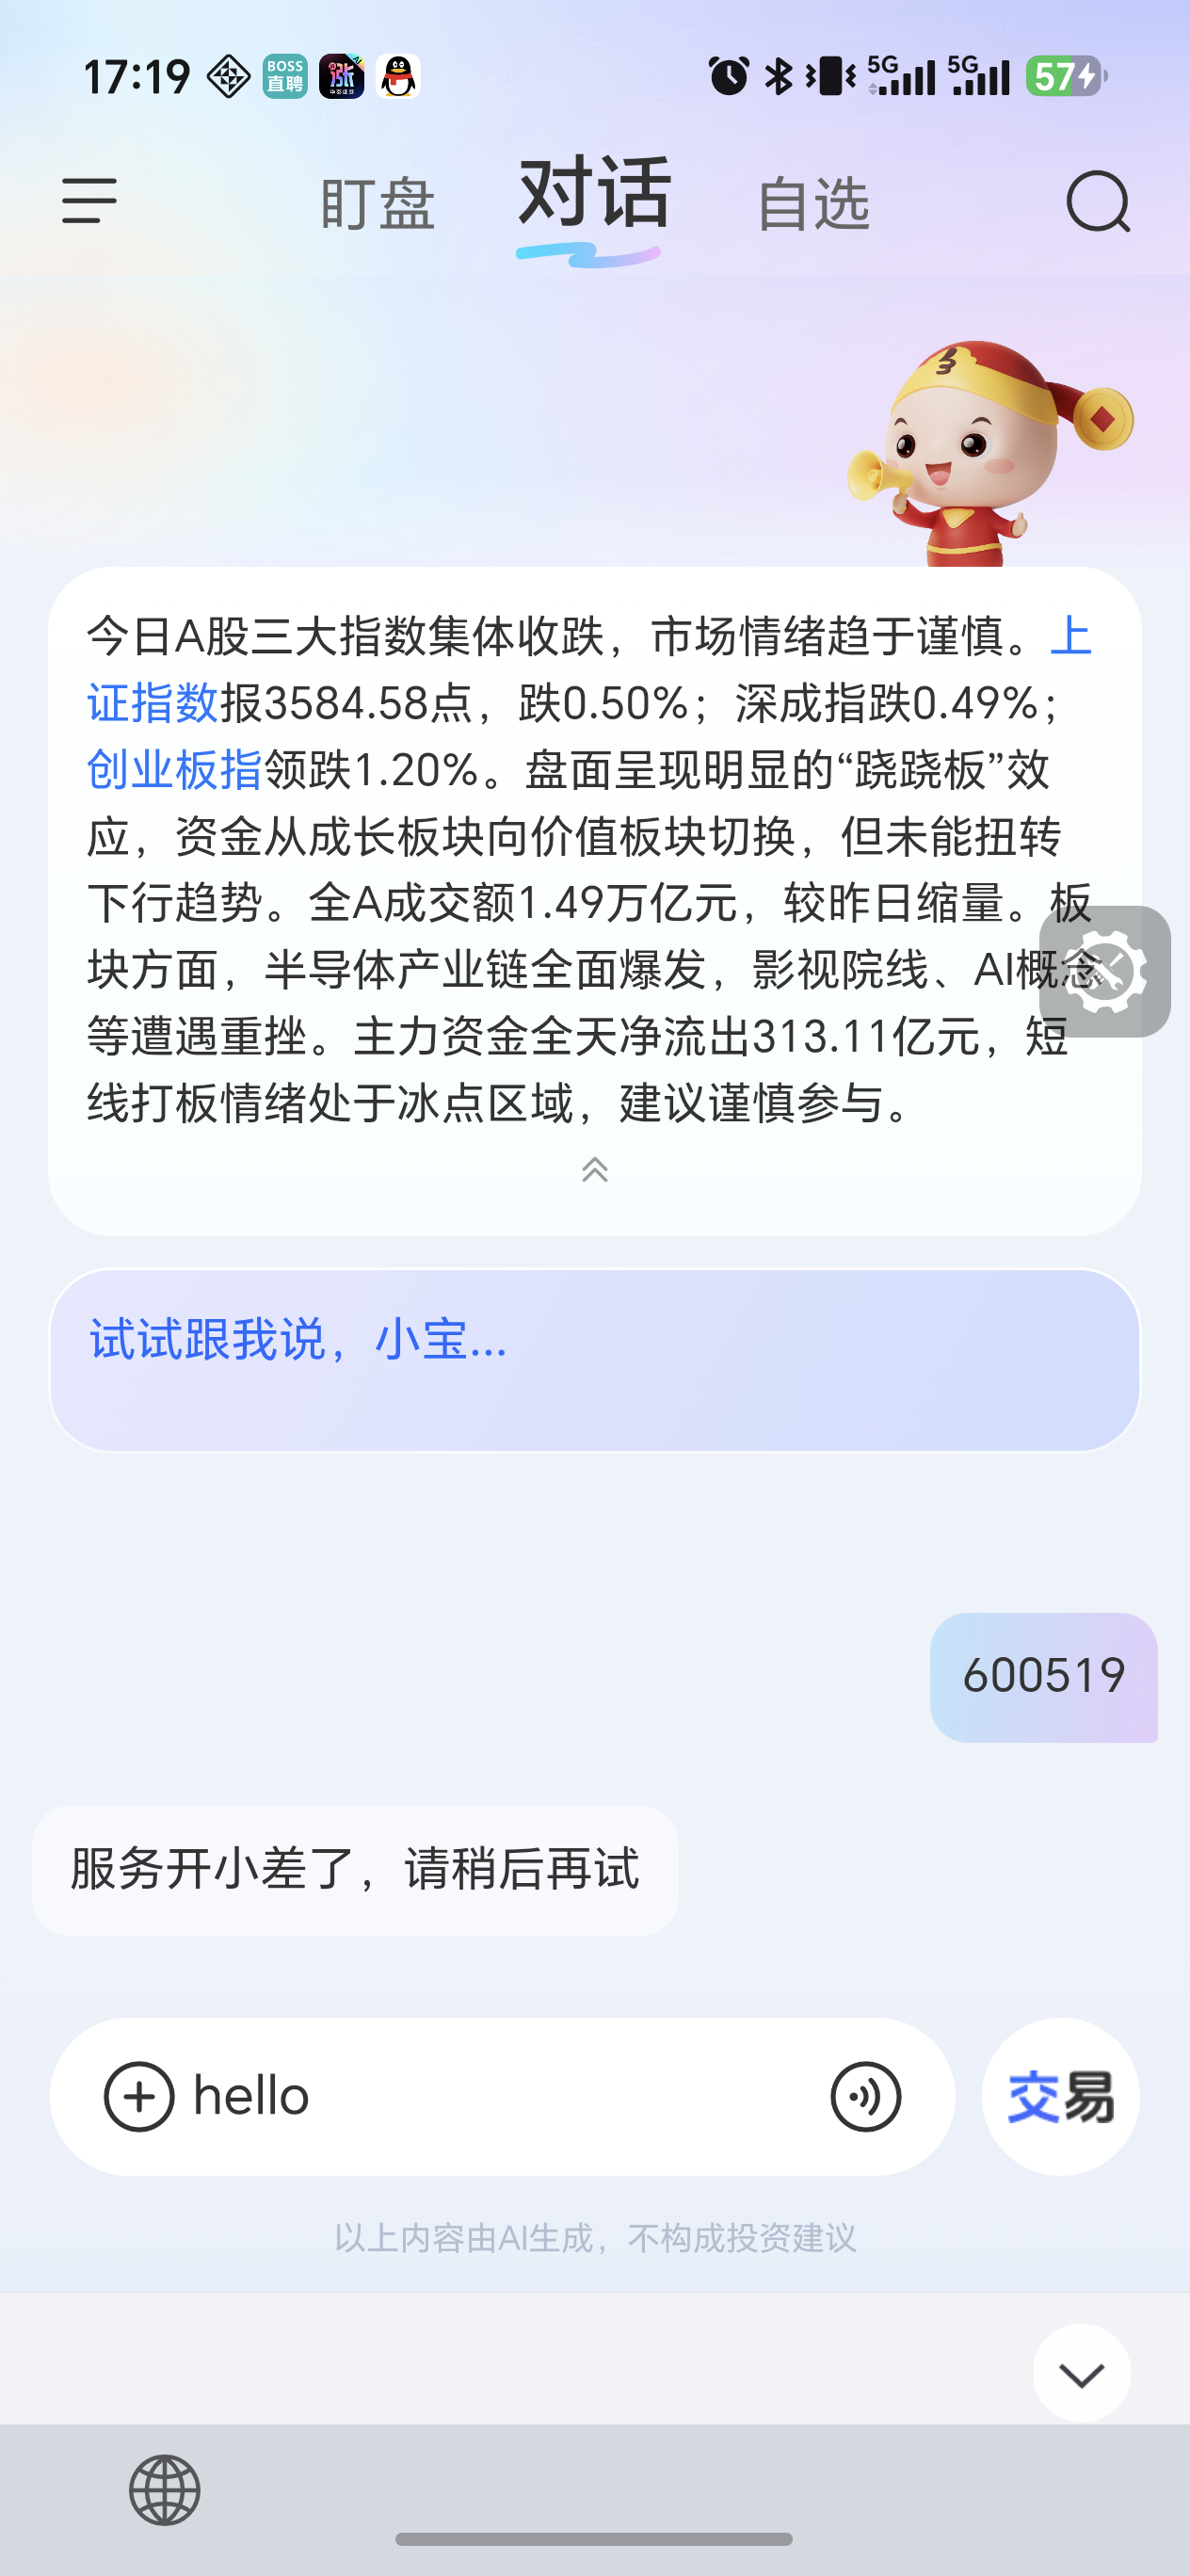 17:19
BOSS
直聘
涨
5G
5G
57
盯盘
对话
自选
今日A股三大指数集体收跌，市场情绪趋于谨慎。上
证指数报3584.58点，跌0.50%；深成指跌0.49%；
创业板指领跌1.20%。盘面呈现明显的“跷跷板”效
应，资金从成长板块向价值板块切换，但未能扭转
下行趋势。全A成交额1.49万亿元，较昨日缩量。板
块方面，半导体产业链全面爆发，影视院线、AI概念
等遭遇重挫。主力资金全天净流出313.11亿元，短
线打板情绪处于冰点区域，建议谨慎参与。
试试跟我说，小宝...
600519
服务开小差了，请稍后再试
hello
交易
以上内容由AI生成，不构成投资建议